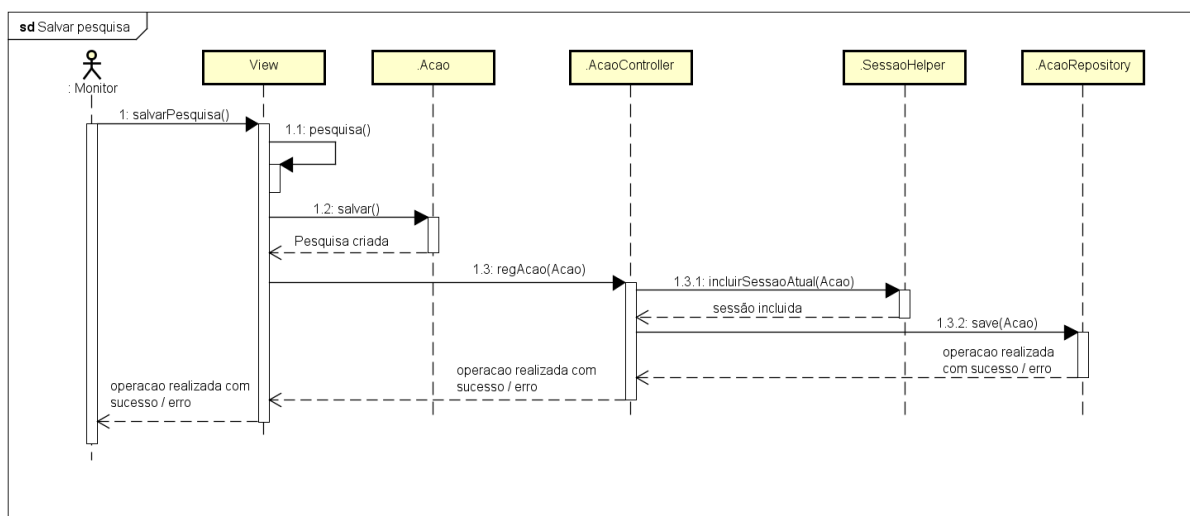 sd Salvar pesquisa
: Monitor
View
.Acao
.AcaoController
.SessaoHelper
.AcaoRepository
1: salvarPesquisa()
1.1: pesquisa()
1.2: salvar()
Pesquisa criada
1.3: regAcao(Acao)
1.3.1: incluirSessaoAtual(Acao)
sessão incluida
1.3.2: save(Acao)
operacao realizada
com sucesso / erro
operacao realizada com
sucesso / erro
operacao realizada com
sucesso / erro